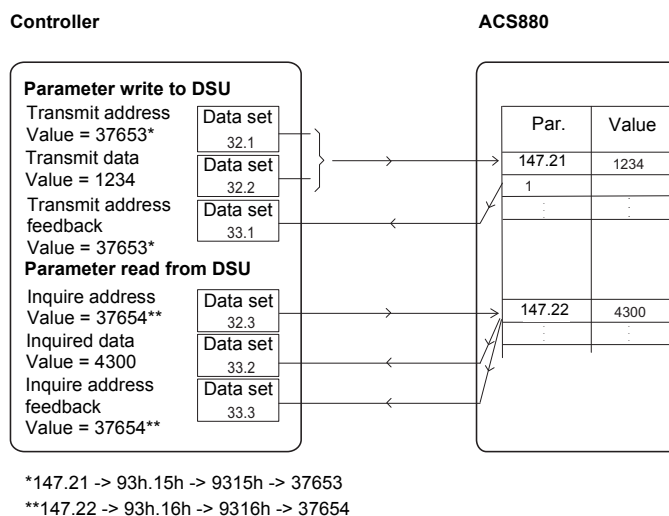 Controller
ACS880
Parameter write to DSU
Transmit address
Value = 37653*
Data set
32.1
Transmit data
Value = 1234
Data set
32.2
Transmit address
feedback
Value = 37653*
Data set
33.1
Parameter read from DSU
Inquire address
Value = 37654**
Data set
32.3
Inquired data
Value = 4300
Data set
33.2
Inquire address
feedback
Value = 37654**
Data set
33.3
Par. Value
147.21 1234
1
147.22 4300
*147.21 -> 93h.15h -> 9315h -> 37653
**147.22 -> 93h.16h -> 9316h -> 37654